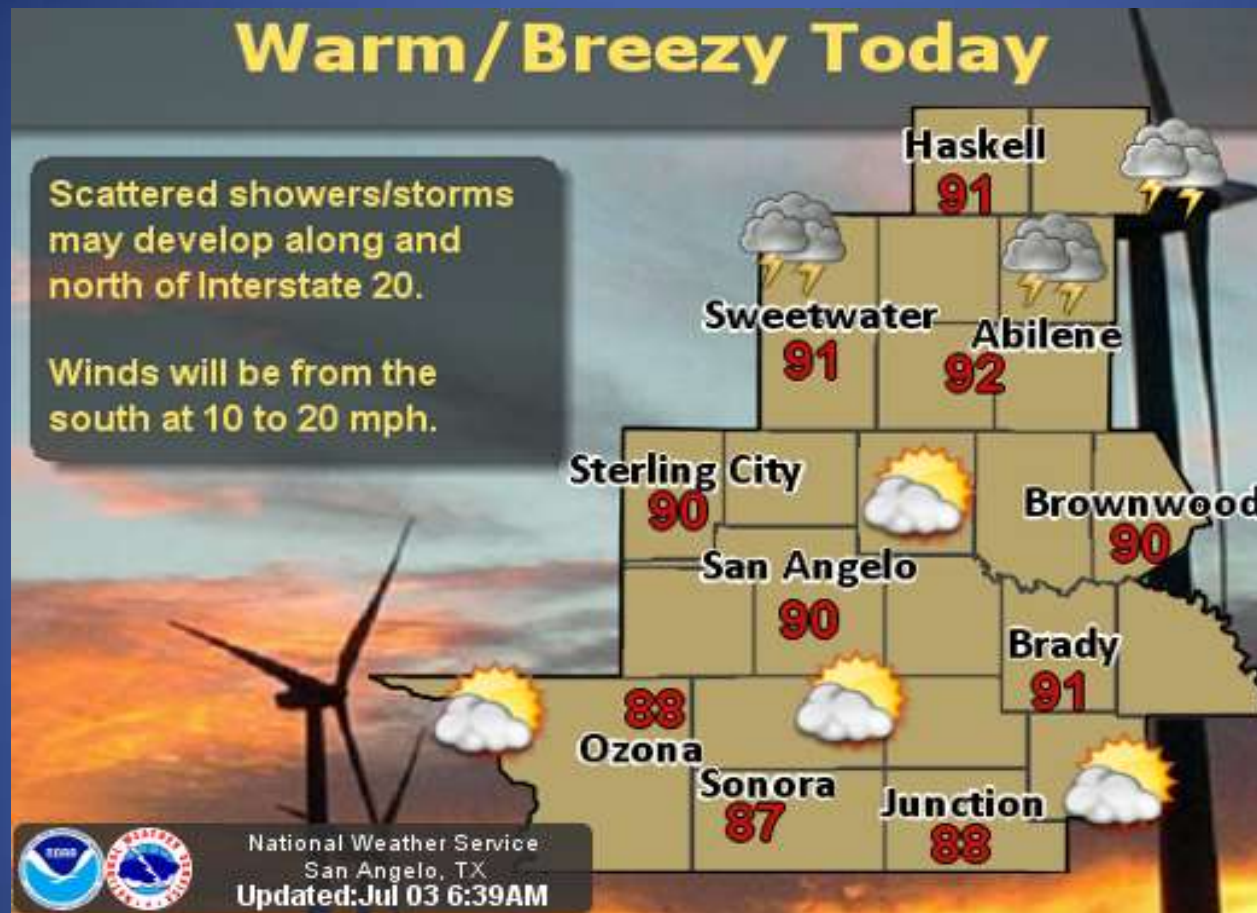 Warm/Breezy Today
Scattered showers/storms
may develop along and
north of Interstate 20.
Winds will be from the
south at 10 to 20 mph.
Haskell
91
Sweetwater
91
Abilene
92
Sterling City
90
Brownwood
90
San Angelo
90
Brady
91
88
Ozona
Sonora
87
Junction
88
NOAA
National Weather Service
San Angelo, TX
Updated:Jul 03 6:39AM